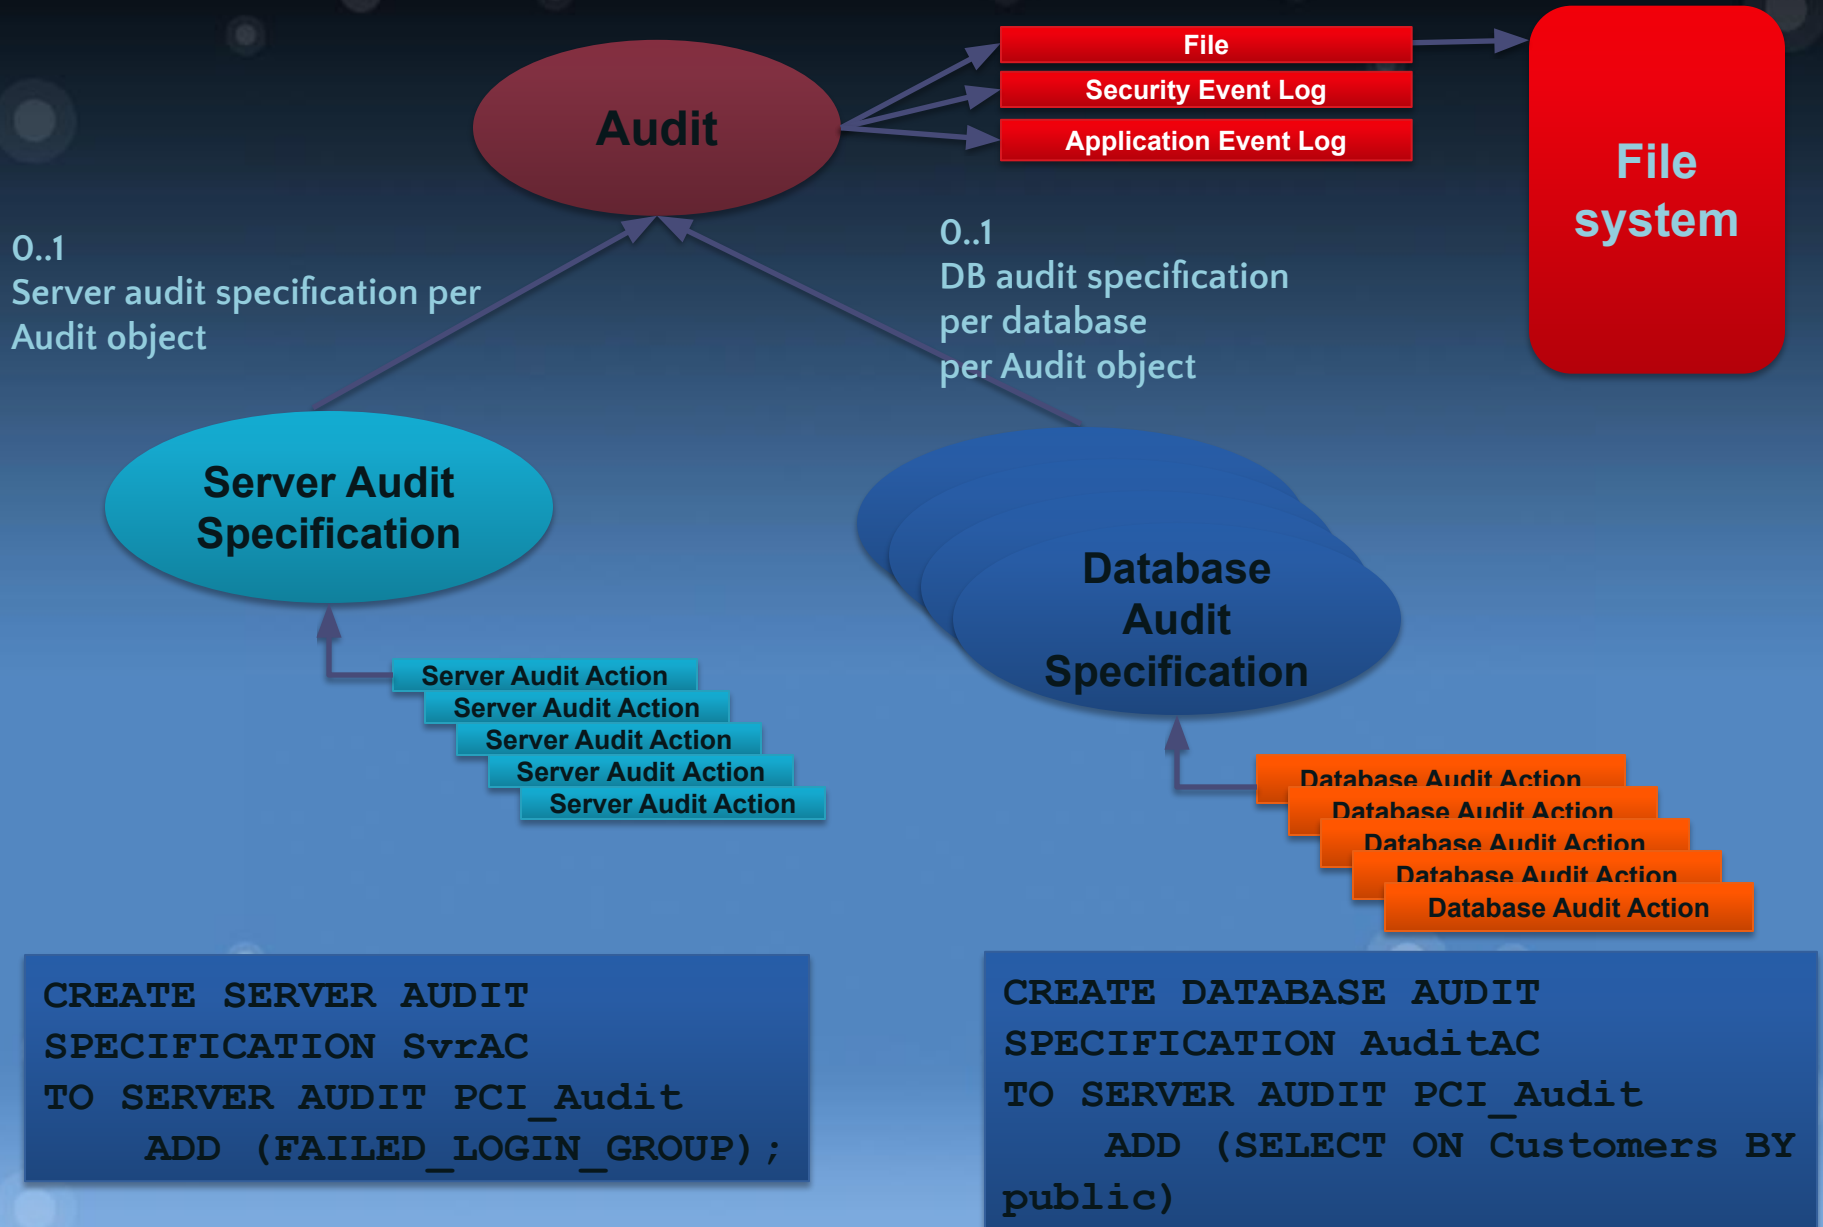 Audit
File
Security Event Log
Application Event Log
File
system
0..1
Server audit specification per
Audit object
0..1
DB audit specification
per database
per Audit object
Server Audit
Specification
Database
Audit
Specification
Server Audit Action
Server Audit Action
Server Audit Action
Server Audit Action
Server Audit Action
Database Audit Action
Database Audit Action
Database Audit Action
Database Audit Action
Database Audit Action
CREATE SERVER AUDIT
SPECIFICATION SvrAC
TO SERVER AUDIT PCI_Audit
ADD (FAILED_LOGIN_GROUP);
CREATE DATABASE AUDIT
SPECIFICATION AuditAC
TO SERVER AUDIT PCI_Audit
ADD (SELECT ON Customers BY
public)